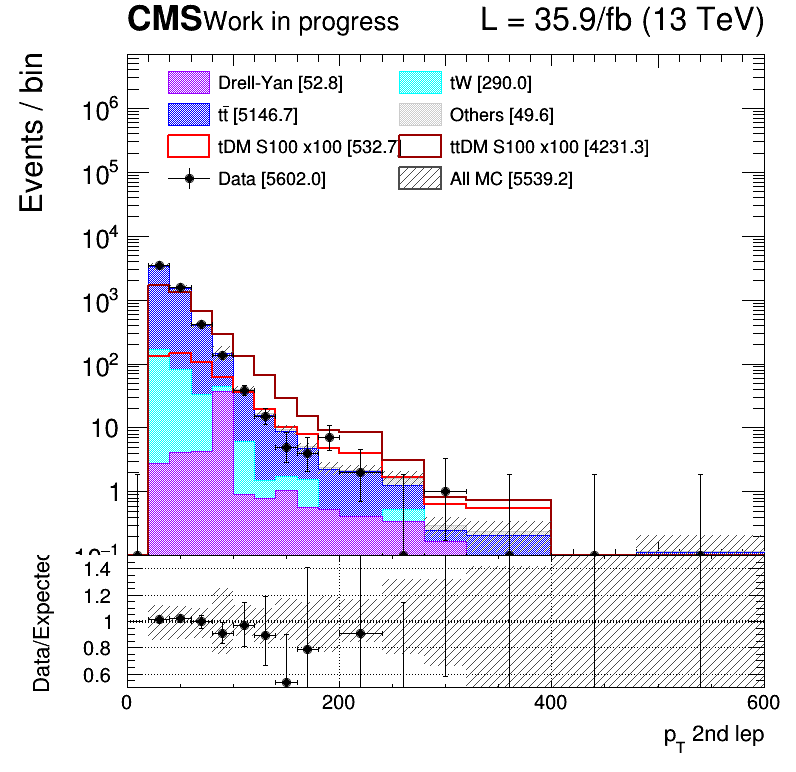 CMS Work in progress L = 35.9/fb (13 TeV)
Events / bin
Drell-Yan [52.8] tW [290.0]
tt̄ [5146.7] Others [49.6]
tDM S100 x100 [532.7] ttDM S100 x100 [4231.3]
Data [5602.0] All MC [5539.2]
10⁶
10⁵
10⁴
10³
10²
10
1
10⁻¹
Data/Expected
1.4
1.2
1
0.8
0.6
0 200 400 600
p_T 2nd lep